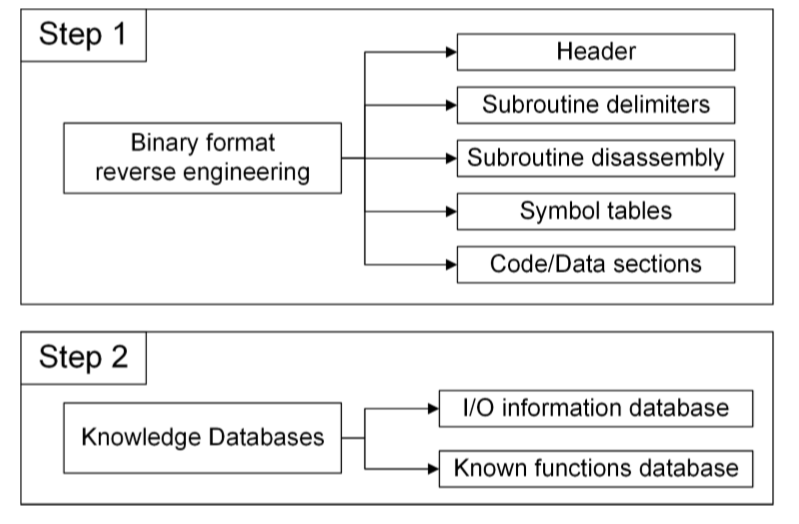 Step 1
Header
Subroutine delimiters
Binary format
reverse engineering
Subroutine disassembly
Symbol tables
Code/Data sections
Step 2
I/O information database
Knowledge Databases
Known functions database